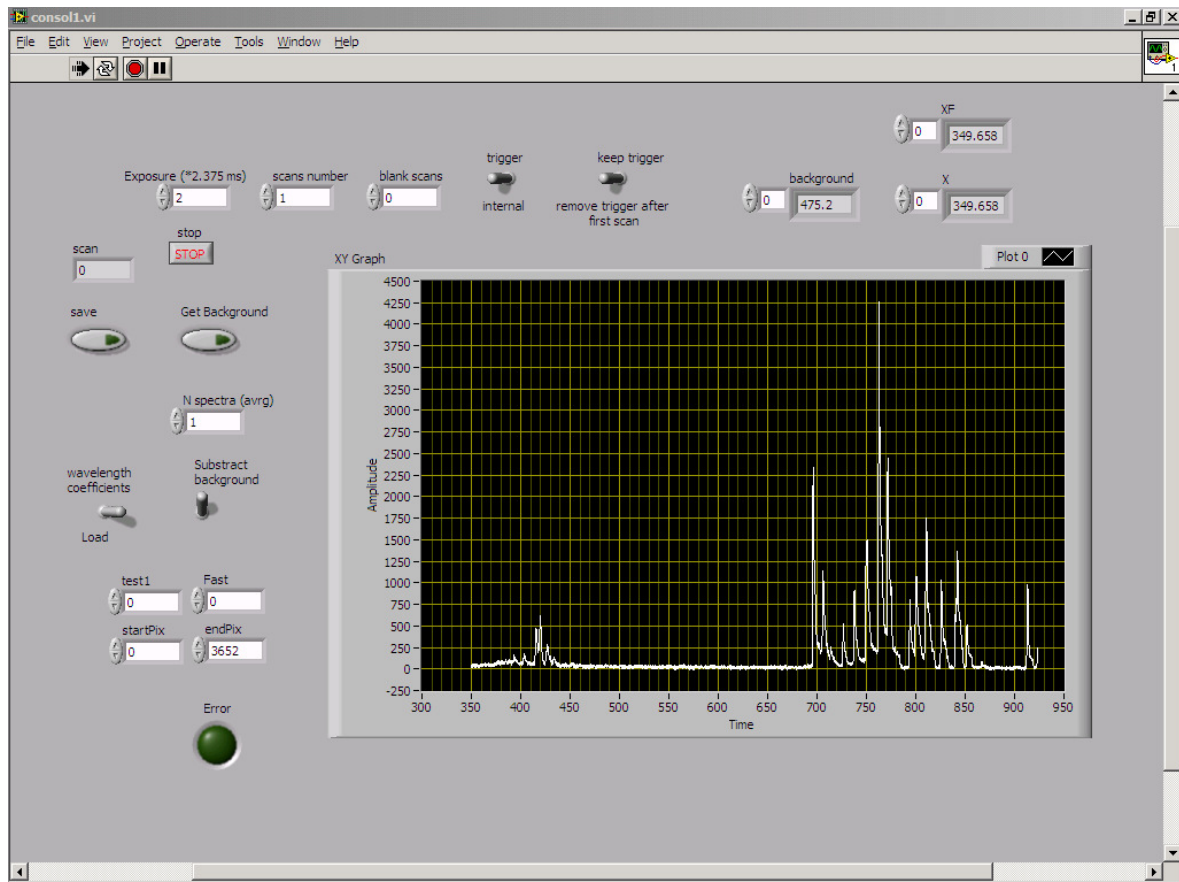 consol1.vi
File Edit View Project Operate Tools Window Help
1
XF
0 349.658
trigger keep trigger
Exposure (*2.375 ms) scans number blank scans
background X
2 1 0
internal remove trigger after
first scan
0 475.2 0 349.658
stop
STOP
scan
0
XY Graph
Plot 0
save Get Background
N spectra (avrg)
1
wavelength
coefficients
Substract
background
Load
test1 Fast
0 0
startPix endPix
0 3652
Error
Amplitude
4500
4250
4000
3750
3500
3250
3000
2750
2500
2250
2000
1750
1500
1250
1000
750
500
250
0
-250
300 350 400 450 500 550 600 650 700 750 800 850 900 950
Time